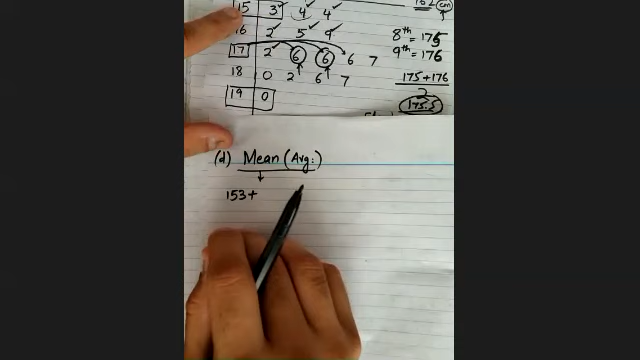 15 3 4 4
16 2 5 9
17 2 6 6 6 7
18 0 2 6 7
19 0
8th = 175
9th = 176
175+176
2
175.5
(d) Mean (Avg:)
153+